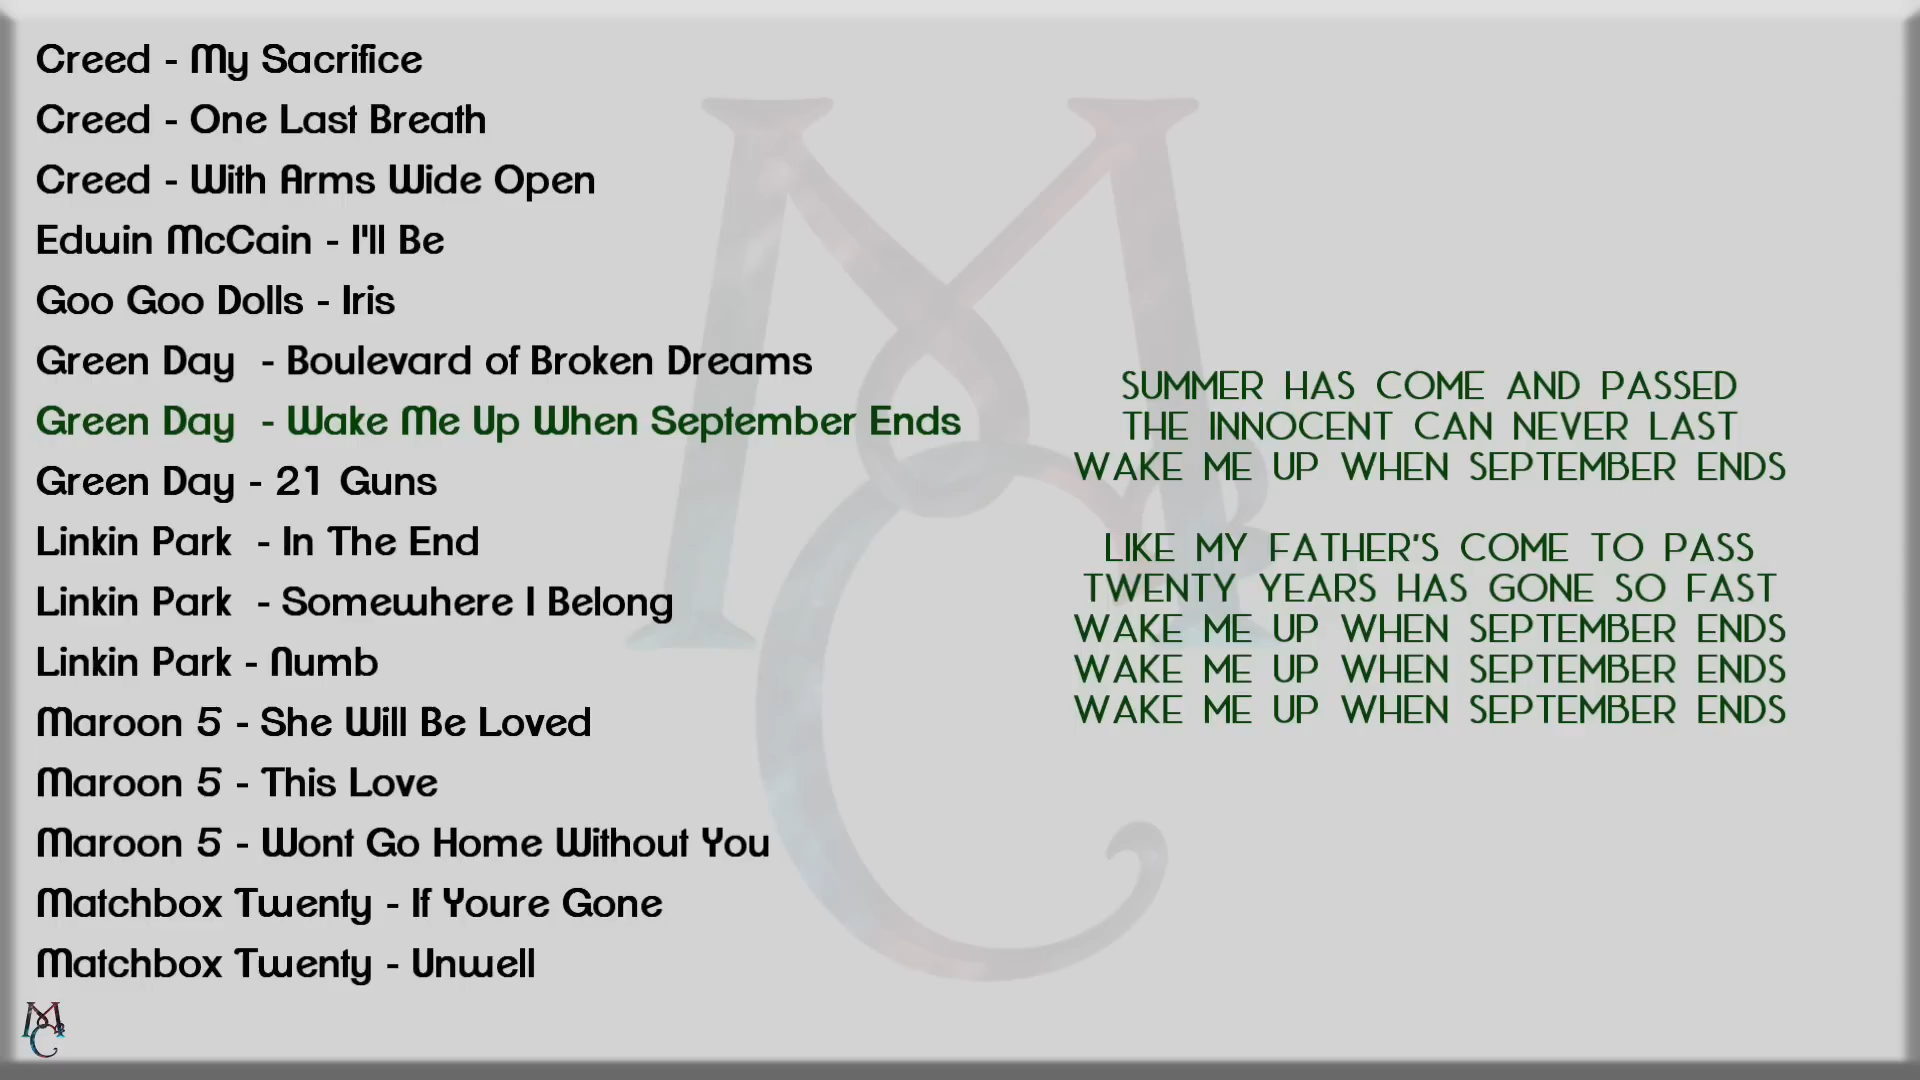 Creed - My Sacrifice
Creed - One Last Breath
Creed - With Arms Wide Open
Edwin McCain - I'll Be
Goo Goo Dolls - Iris
Green Day  - Boulevard of Broken Dreams
Green Day  - Wake Me Up When September Ends
Green Day - 21 Guns
Linkin Park  - In The End
Linkin Park  - Somewhere I Belong
Linkin Park - Numb
Maroon 5 - She Will Be Loved
Maroon 5 - This Love
Maroon 5 - Wont Go Home Without You
Matchbox Twenty - If Youre Gone
Matchbox Twenty - Unwell
SUMMER HAS COME AND PASSED
THE INNOCENT CAN NEVER LAST
WAKE ME UP WHEN SEPTEMBER ENDS
LIKE MY FATHER'S COME TO PASS
TWENTY YEARS HAS GONE SO FAST
WAKE ME UP WHEN SEPTEMBER ENDS
WAKE ME UP WHEN SEPTEMBER ENDS
WAKE ME UP WHEN SEPTEMBER ENDS